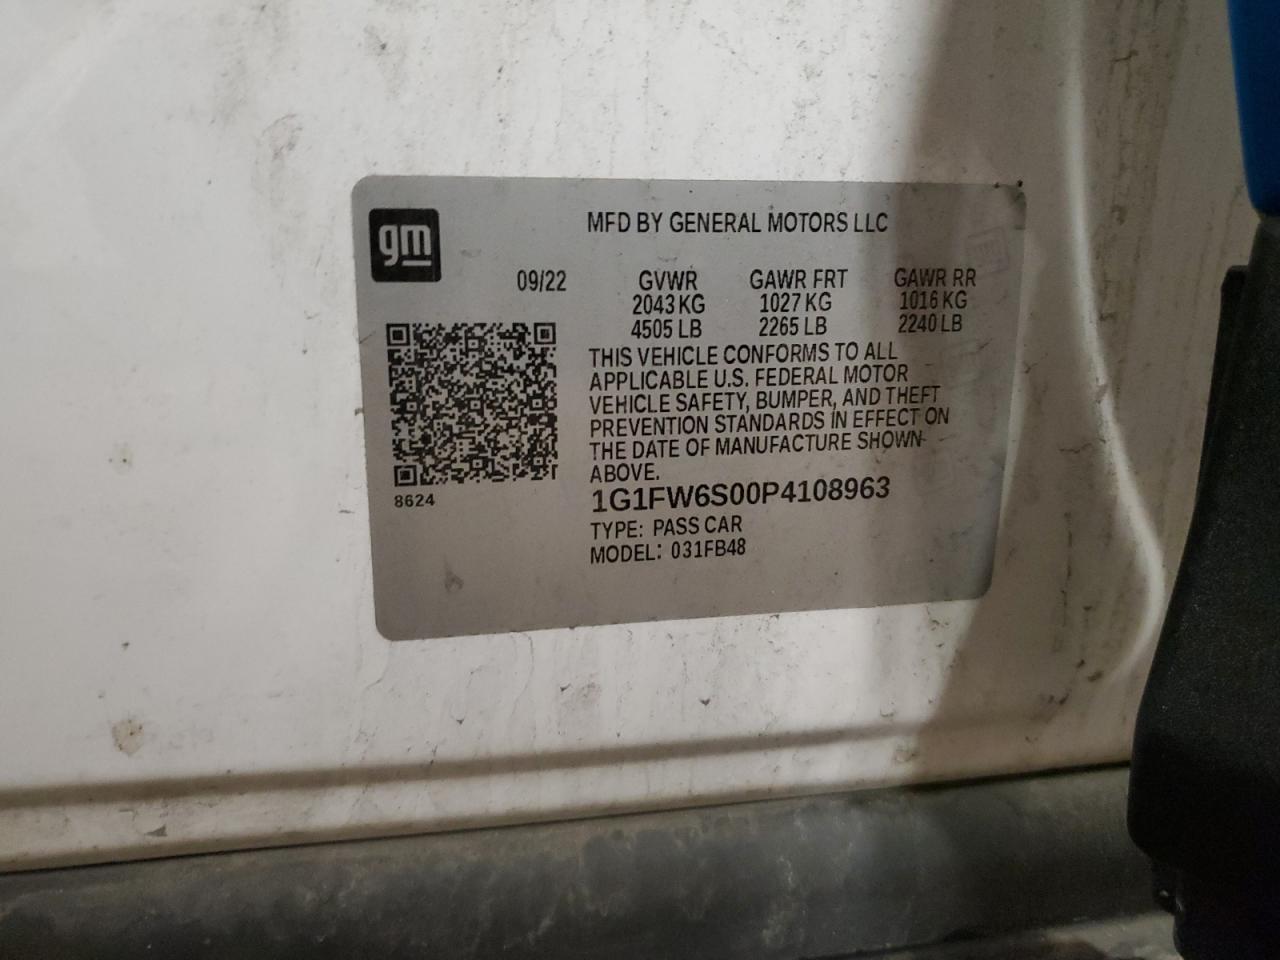 gm
MFD BY GENERAL MOTORS LLC
09/22 GVWR GAWR FRT GAWR RR
2043 KG 1027 KG 1016 KG
4505 LB 2265 LB 2240 LB
THIS VEHICLE CONFORMS TO ALL
APPLICABLE U.S. FEDERAL MOTOR
VEHICLE SAFETY, BUMPER, AND THEFT
PREVENTION STANDARDS IN EFFECT ON
THE DATE OF MANUFACTURE SHOWN
ABOVE.
8624
1G1FW6S00P4108963
TYPE: PASS CAR
MODEL: 031FB48